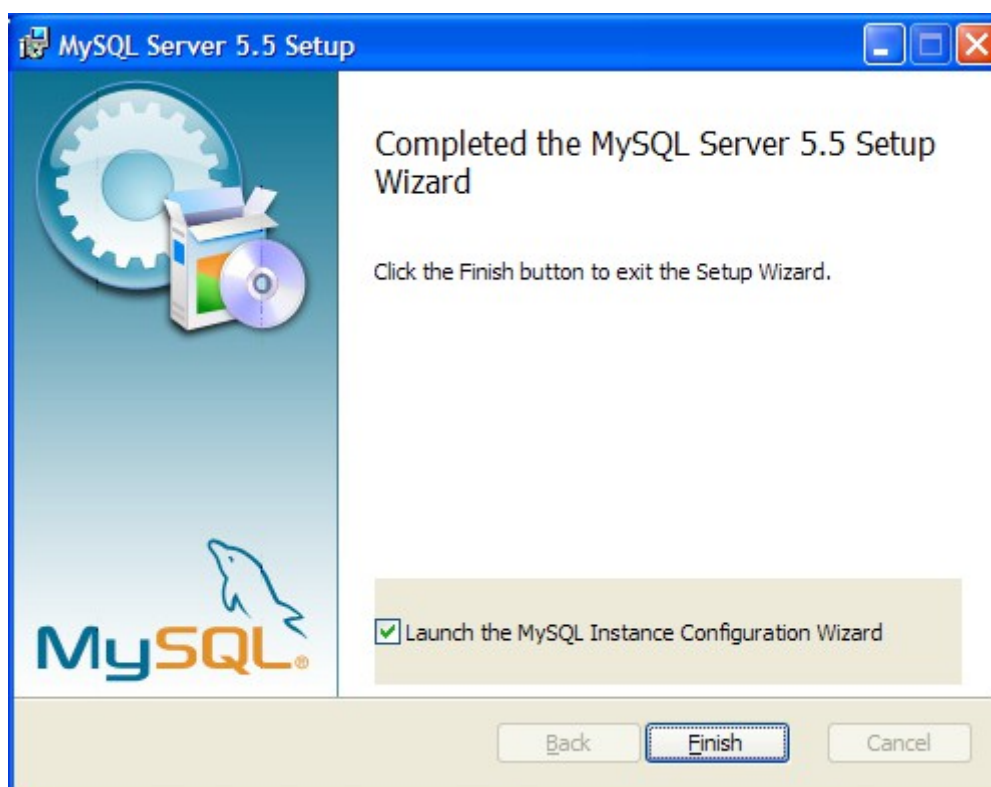 MySQL Server 5.5 Setup
Completed the MySQL Server 5.5 Setup
Wizard
Click the Finish button to exit the Setup Wizard.
MySQL®
Launch the MySQL Instance Configuration Wizard
Back Finish Cancel